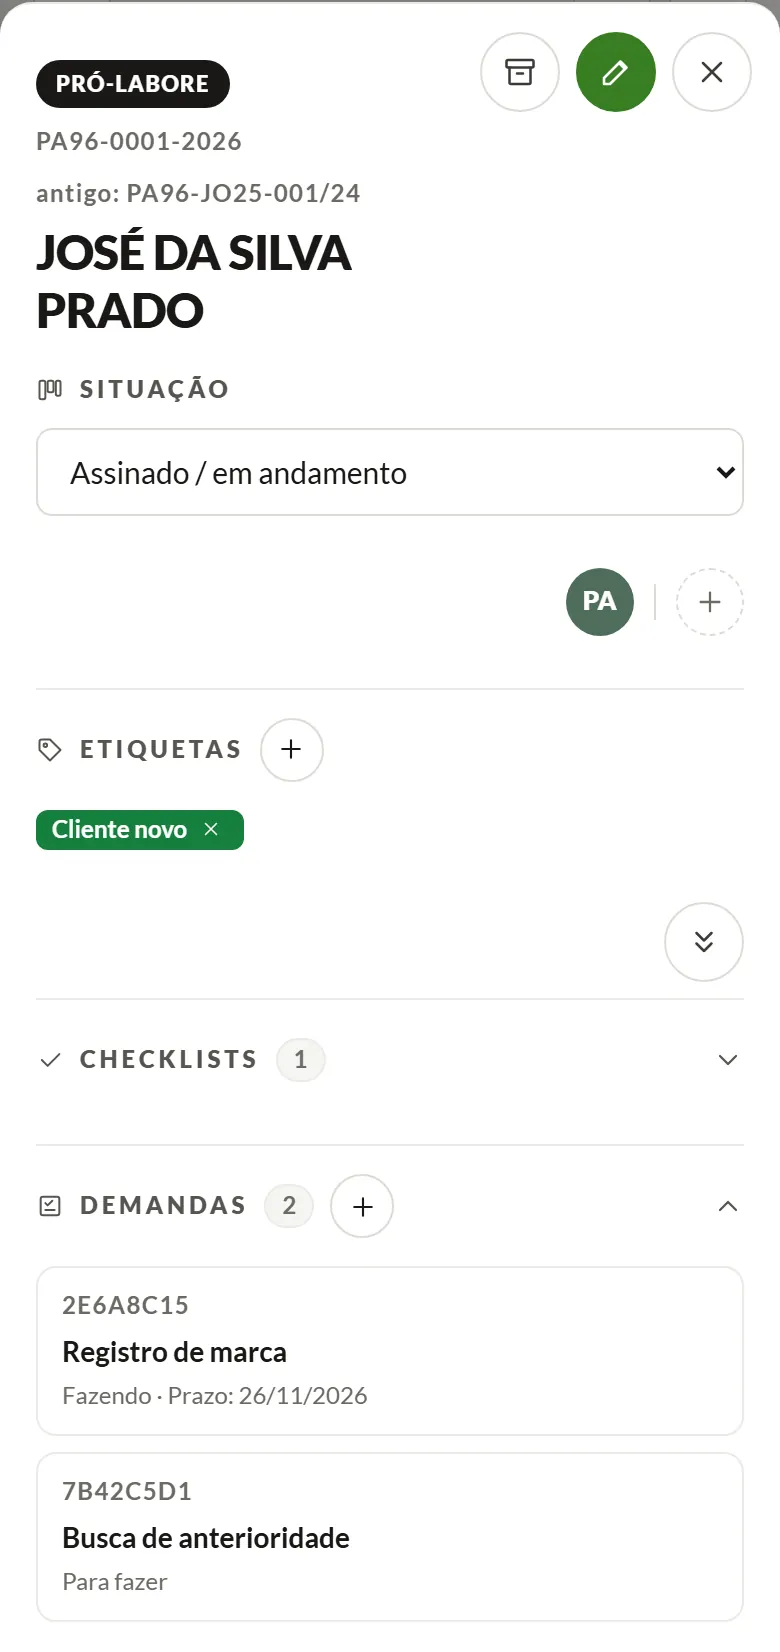 PRÓ-LABORE
PA96-0001-2026
antigo: PA96-JO25-001/24
JOSÉ DA SILVA
PRADO
SITUAÇÃO
Assinado / em andamento
PA
ETIQUETAS
Cliente novo
CHECKLISTS 1
DEMANDAS 2
2E6A8C15
Registro de marca
Fazendo · Prazo: 26/11/2026
7B42C5D1
Busca de anterioridade
Para fazer